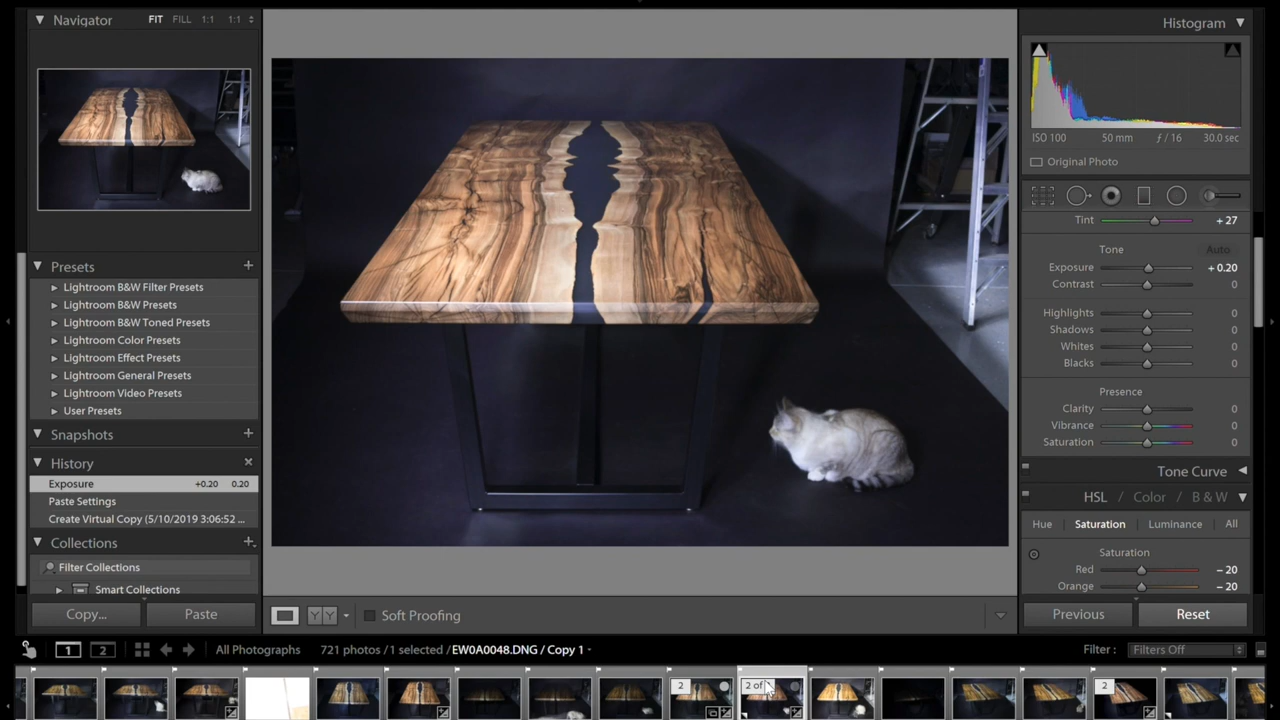 Navigator FIT FILL 1:1 1:1
Histogram
ISO 100 50 mm ƒ / 16 30.0 sec
Original Photo
Tint + 27
Tone Auto
Exposure + 0.20
Contrast 0
Highlights 0
Shadows 0
Whites 0
Blacks 0
Presence
Clarity 0
Vibrance 0
Saturation 0
Tone Curve
HSL / Color / B & W
Hue Saturation Luminance All
Saturation
Red – 20
Orange – 20
Previous Reset
Presets +
Lightroom B&W Filter Presets
Lightroom B&W Presets
Lightroom B&W Toned Presets
Lightroom Color Presets
Lightroom Effect Presets
Lightroom General Presets
Lightroom Video Presets
User Presets
Snapshots +
History ×
Exposure +0.20 0.20
Paste Settings
Create Virtual Copy (5/10/2019 3:06:52 ...
Collections +
Filter Collections
Smart Collections
Copy... Paste
Y Y Soft Proofing
1 2 All Photographs 721 photos / 1 selected / EW0A0048.DNG / Copy 1
Filter : Filters Off
2 2 of 2